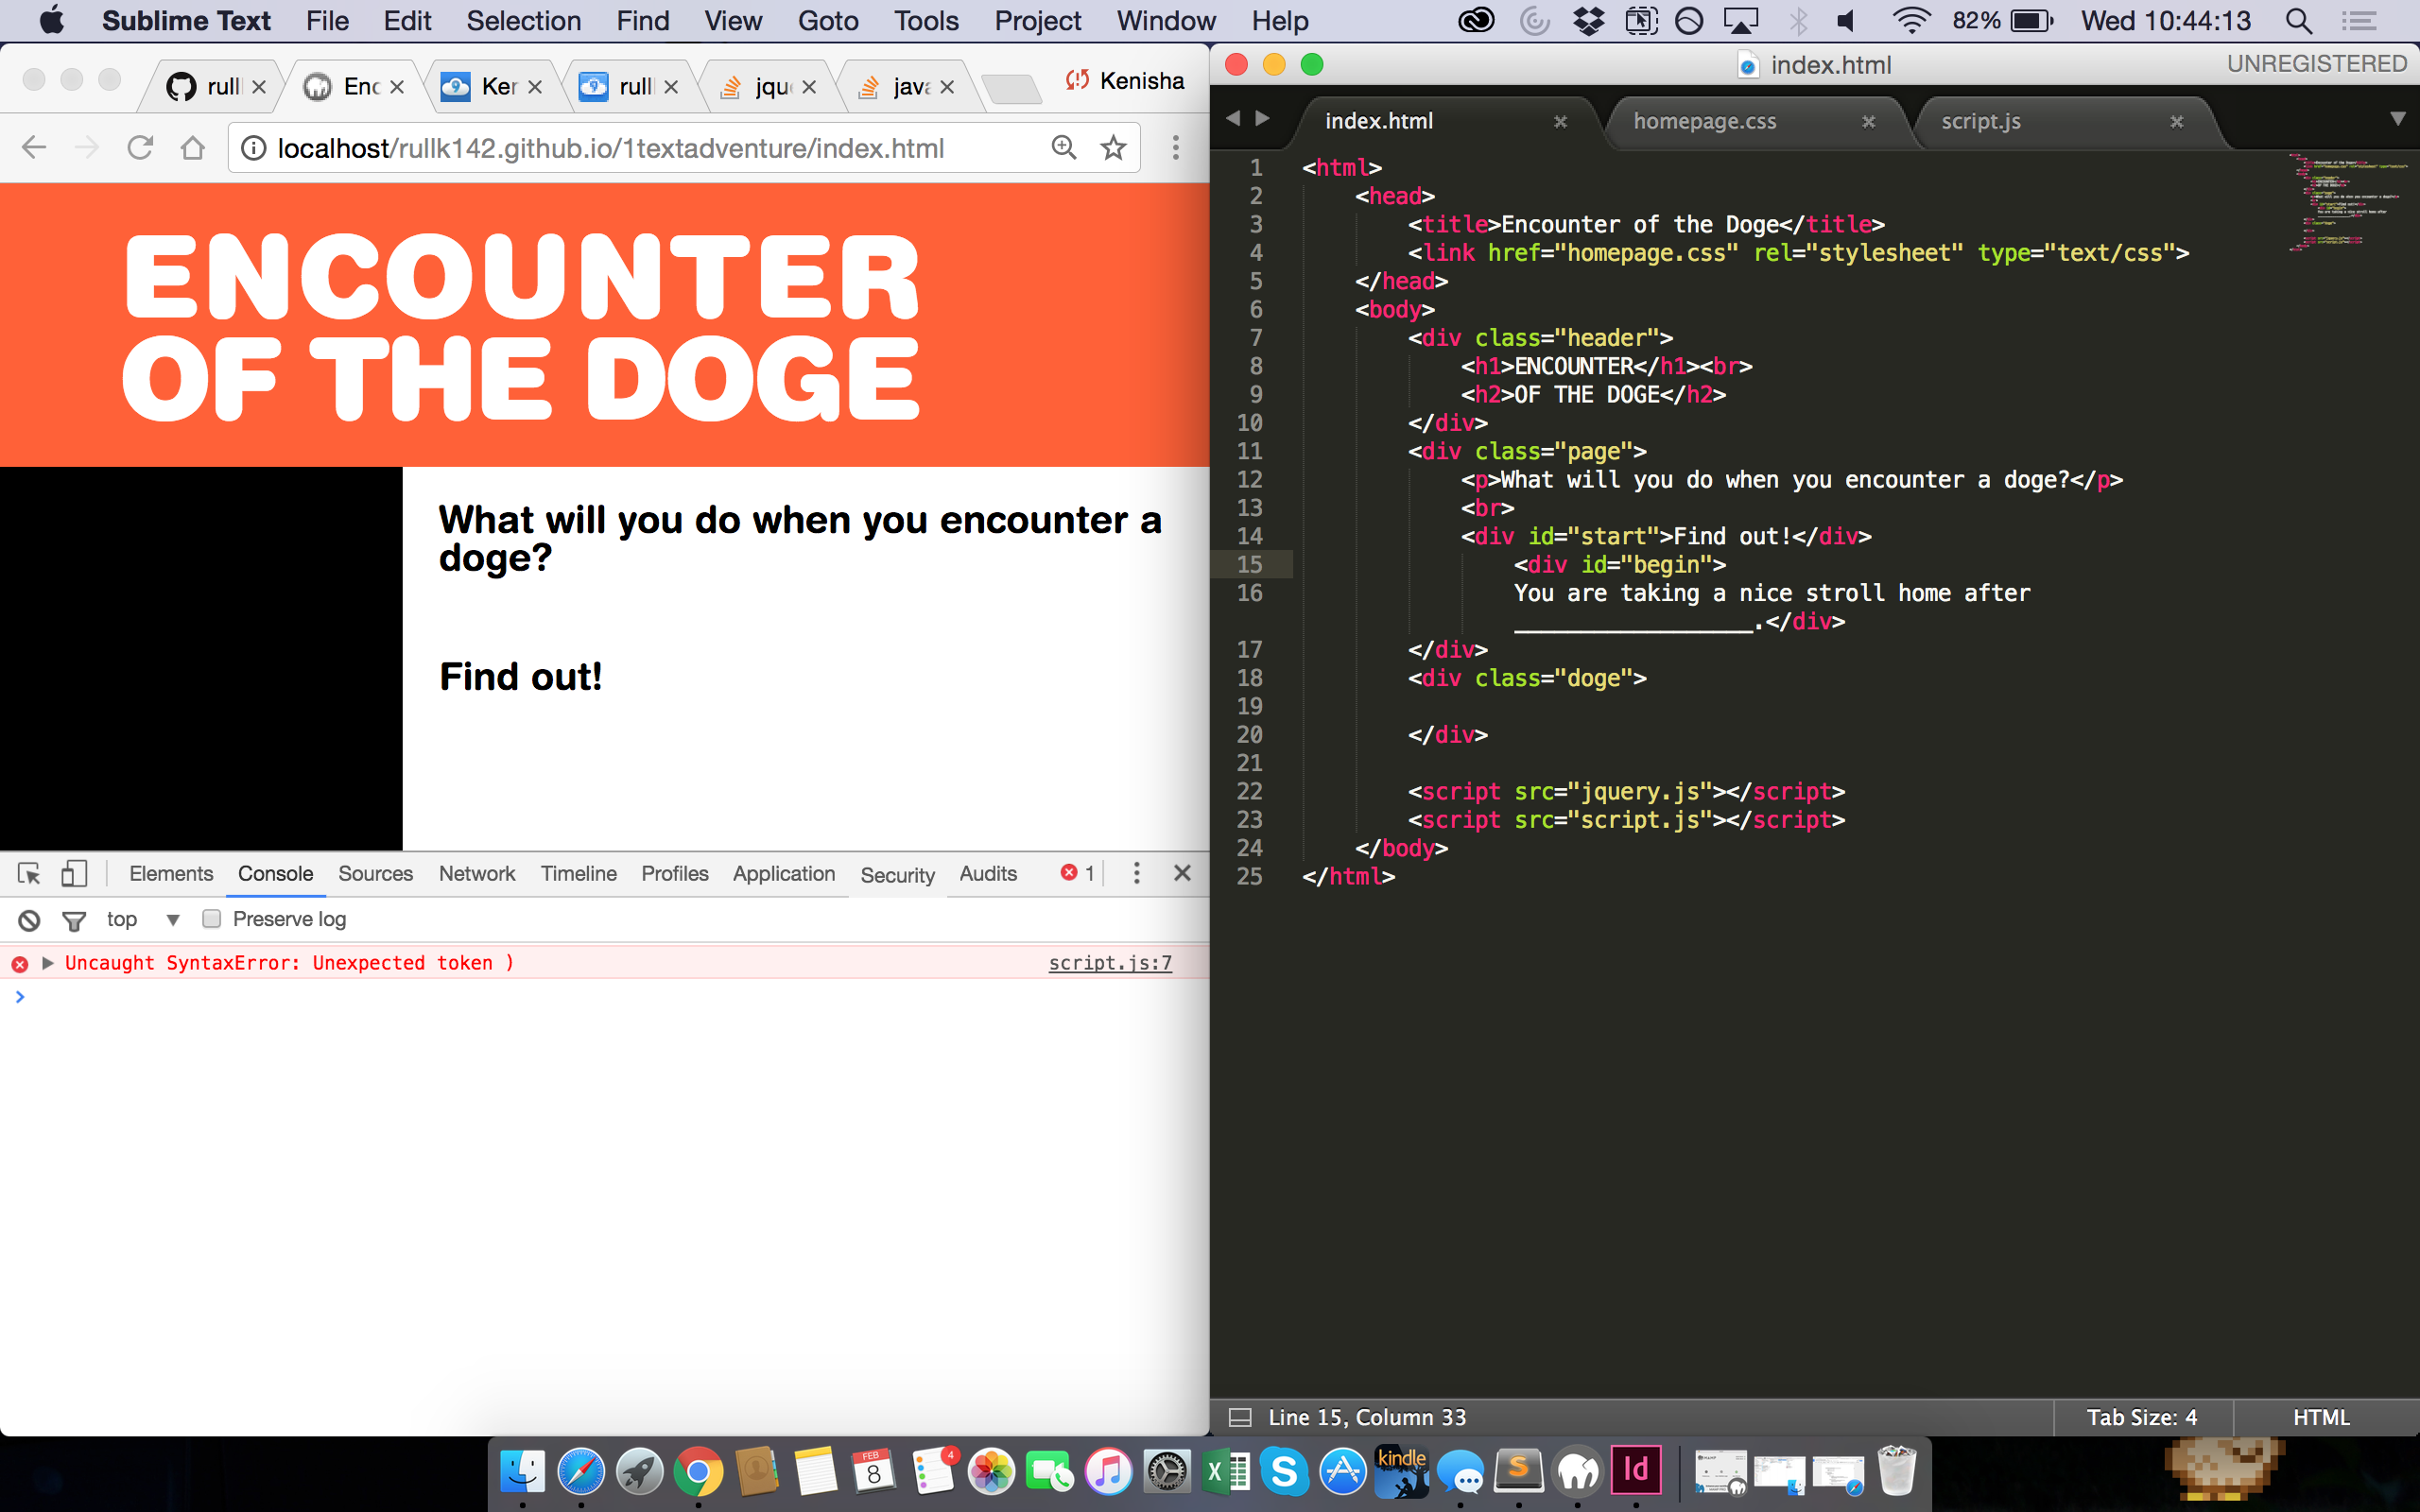 Sublime Text File Edit Selection Find View Goto Tools Project Window Help 82% Wed 10:44:13
rull Enc Ker rull jqu java Kenisha
localhost/rullk142.github.io/1textadventure/index.html
ENCOUNTER
OF THE DOGE
What will you do when you encounter a
doge?
Find out!
Elements Console Sources Network Timeline Profiles Application Security Audits 1
top Preserve log
Uncaught SyntaxError: Unexpected token ) script.js:7
index.html UNREGISTERED
index.html homepage.css script.js
1 <html>
2 <head>
3 <title>Encounter of the Doge</title>
4 <link href="homepage.css" rel="stylesheet" type="text/css">
5 </head>
6 <body>
7 <div class="header">
8 <h1>ENCOUNTER</h1><br>
9 <h2>OF THE DOGE</h2>
10 </div>
11 <div class="page">
12 <p>What will you do when you encounter a doge?</p>
13 <br>
14 <div id="start">Find out!</div>
15 <div id="begin">
16 You are taking a nice stroll home after
__________________.</div>
17 </div>
18 <div class="doge">
19
20 </div>
21
22 <script src="jquery.js"></script>
23 <script src="script.js"></script>
24 </body>
25 </html>
Line 15, Column 33 Tab Size: 4 HTML
FEB
8
4
kindle
S
Id